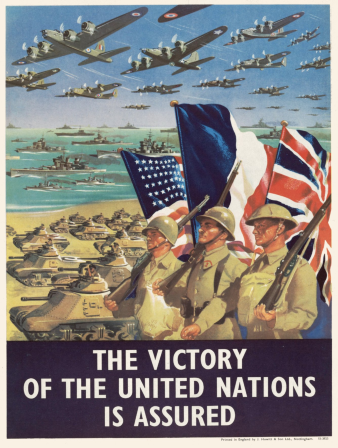 THE VICTORY
OF THE UNITED NATIONS
IS ASSURED